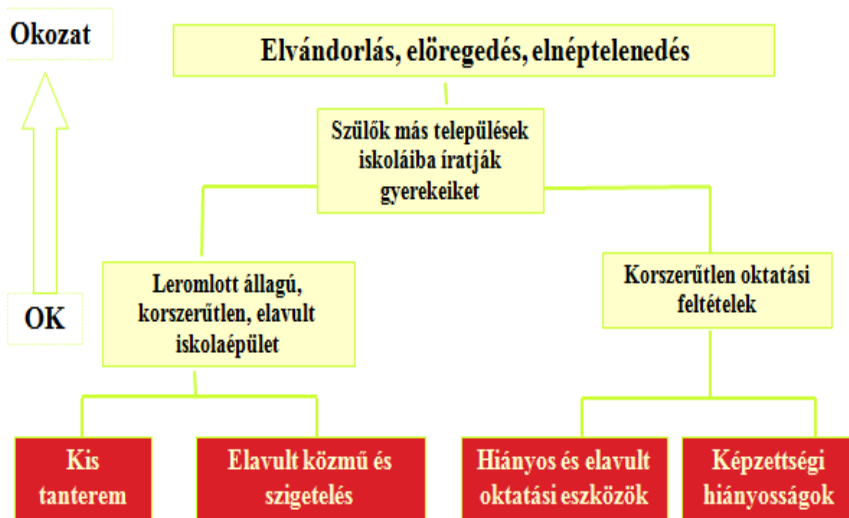 Okozat
Elvándorlás, elöregedés, elnéptelenedés
Szülők más települések
iskoláiba íratják
gyerekeiket
Leromlott állagú,
korszerűtlen, elavult
iskolaépület
Korszerűtlen oktatási
feltételek
OK
Kis
tanterem
Elavult közmű és
szigetelés
Hiányos és elavult
oktatási eszközök
Képzettségi
hiányosságok